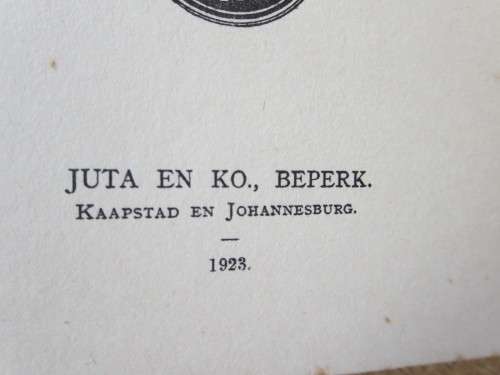 JUTA EN KO., BEPERK.
KAAPSTAD EN JOHANNESBURG.
—
1923.